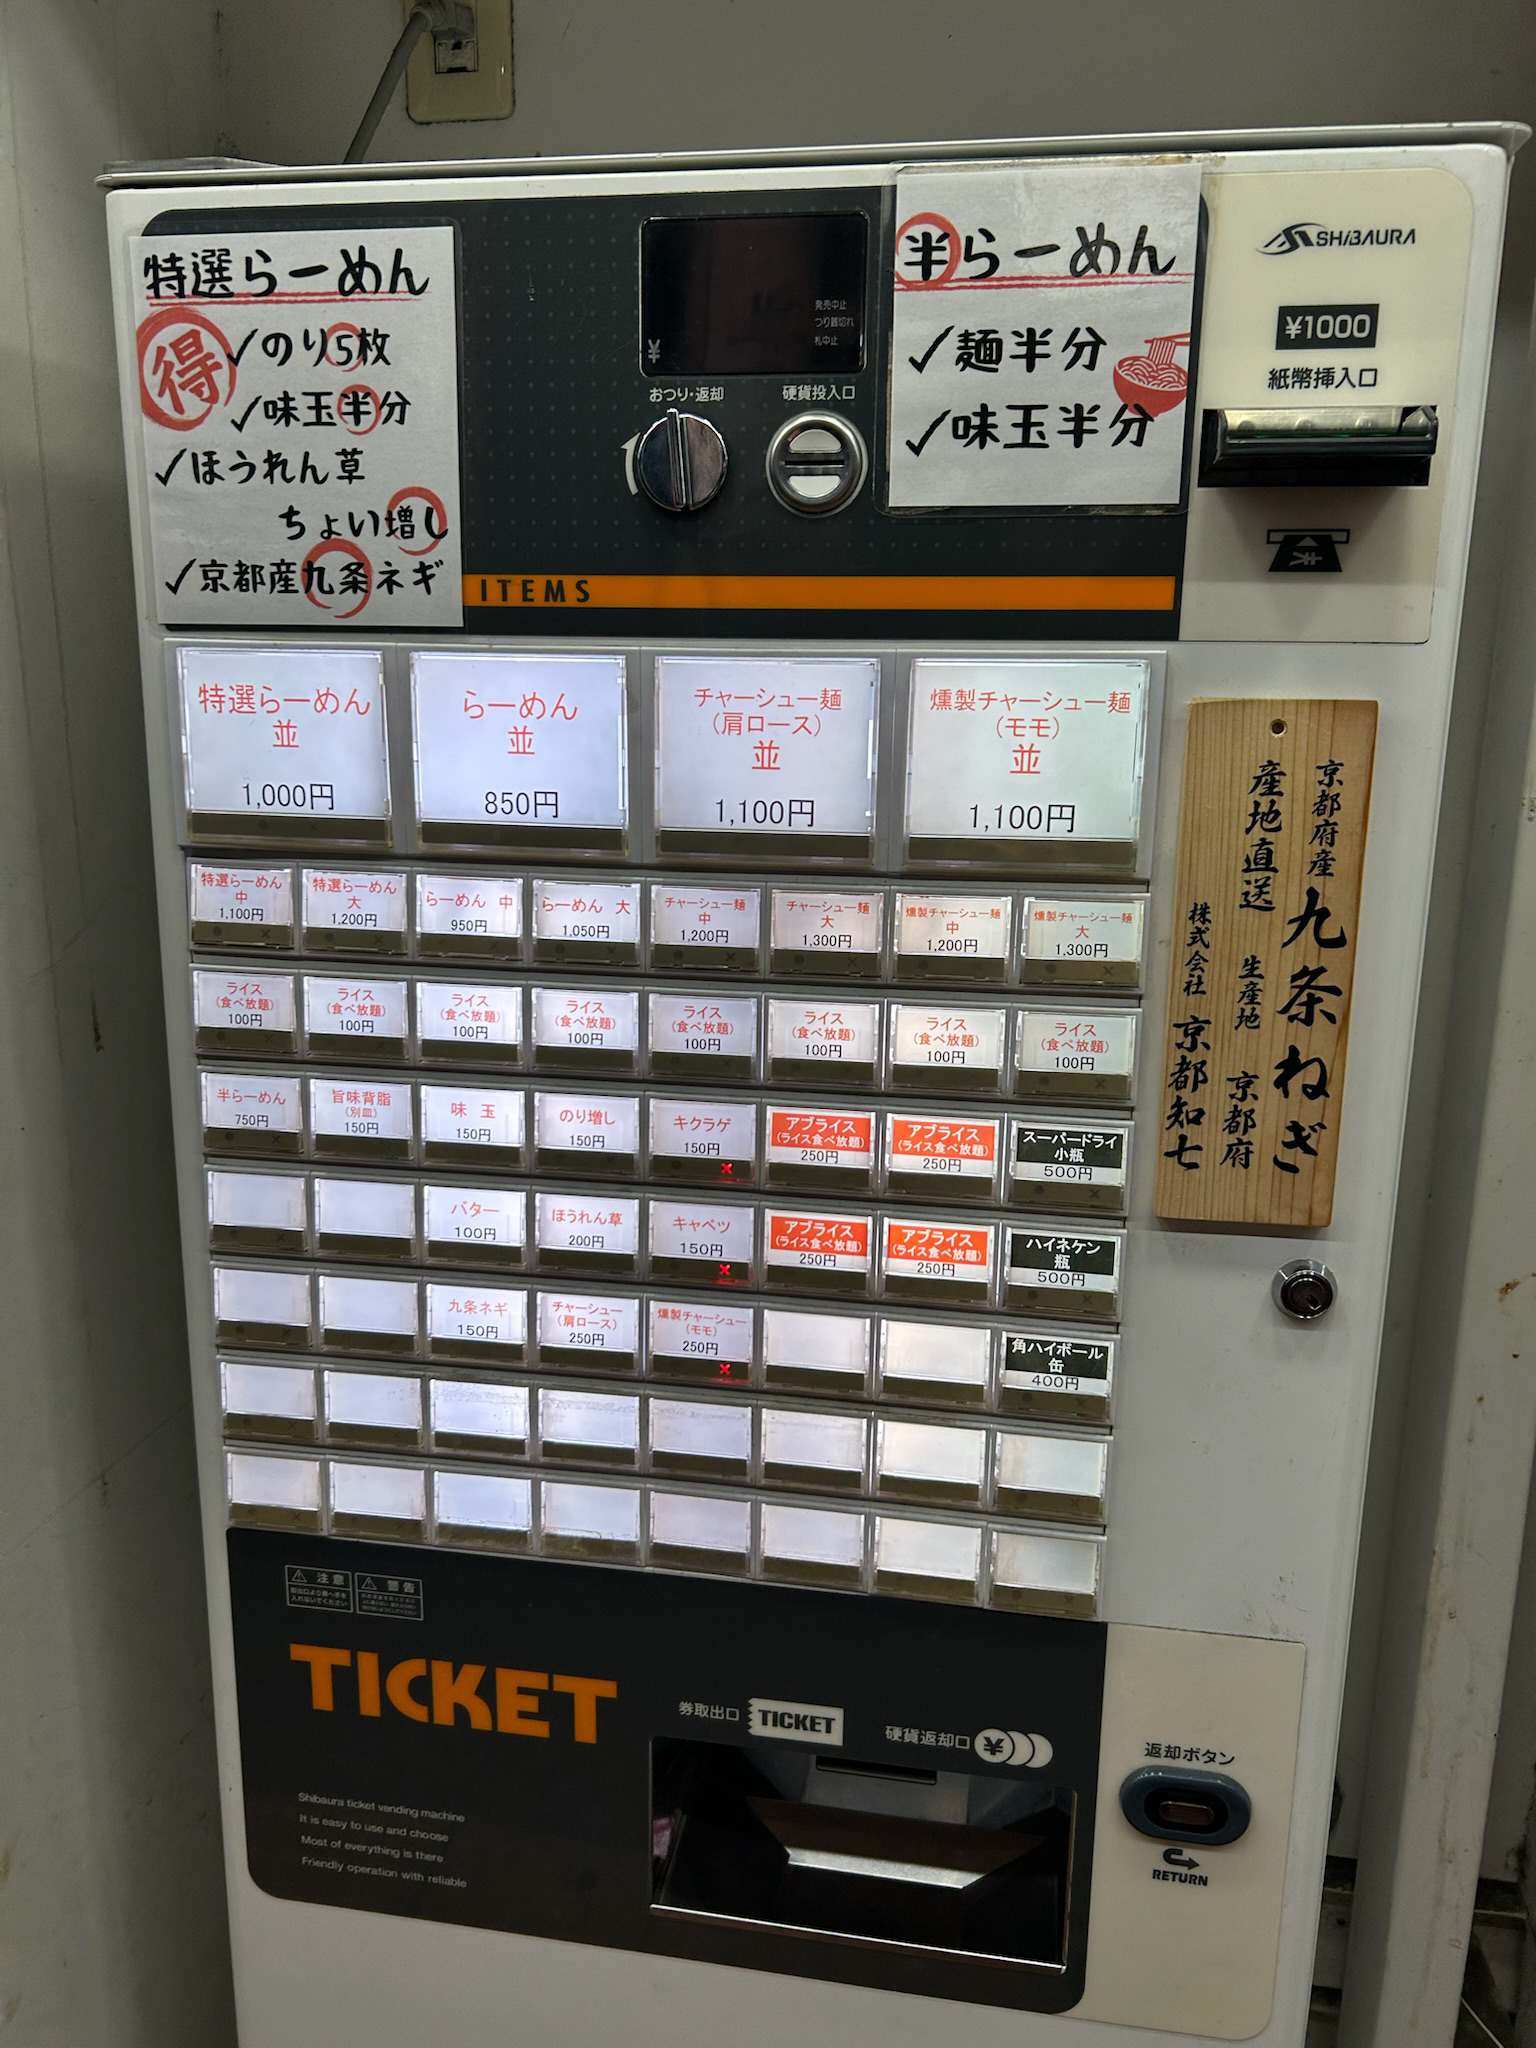 特選らーめん
得
✓のり5枚
✓味玉半分
✓ほうれん草
ちょい増し
✓京都産九条ネギ
発売中止
つり銭切れ
札中止
¥
おつり・返却
硬貨投入口
半らーめん
✓麺半分
✓味玉半分
SHIBAURA
¥1000
紙幣挿入口
¥
ITEMS
特選らーめん
並
1,000円
らーめん
並
850円
チャーシュー麺
(肩ロース)
並
1,100円
燻製チャーシュー麺
(モモ)
並
1,100円
特選らーめん
中
1,100円
特選らーめん
大
1,200円
らーめん 中
950円
らーめん 大
1,050円
チャーシュー麺
中
1,200円
チャーシュー麺
大
1,300円
燻製チャーシュー麺
中
1,200円
燻製チャーシュー麺
大
1,300円
ライス
(食べ放題)
100円
ライス
(食べ放題)
100円
ライス
(食べ放題)
100円
ライス
(食べ放題)
100円
ライス
(食べ放題)
100円
ライス
(食べ放題)
100円
ライス
(食べ放題)
100円
ライス
(食べ放題)
100円
半らーめん
750円
旨味背脂
(別皿)
150円
味 玉
150円
のり増し
150円
キクラゲ
150円
アブライス
(ライス食べ放題)
250円
アブライス
(ライス食べ放題)
250円
スーパードライ
小瓶
500円
バター
100円
ほうれん草
200円
キャベツ
150円
アブライス
(ライス食べ放題)
250円
アブライス
(ライス食べ放題)
250円
ハイネケン
瓶
500円
九条ネギ
150円
チャーシュー
(肩ロース)
250円
燻製チャーシュー
(モモ)
250円
角ハイボール
缶
400円
京都府産 九条ねぎ
産地直送 生産地 京都府
株式会社 京都知七
注意
取出口より奥へ手を
入れないでください
警告
TICKET
Shibaura ticket vending machine
It is easy to use and choose
Most of everything is there
Friendly operation with reliable
券取出口
TICKET
硬貨返却口
¥
返却ボタン
RETURN